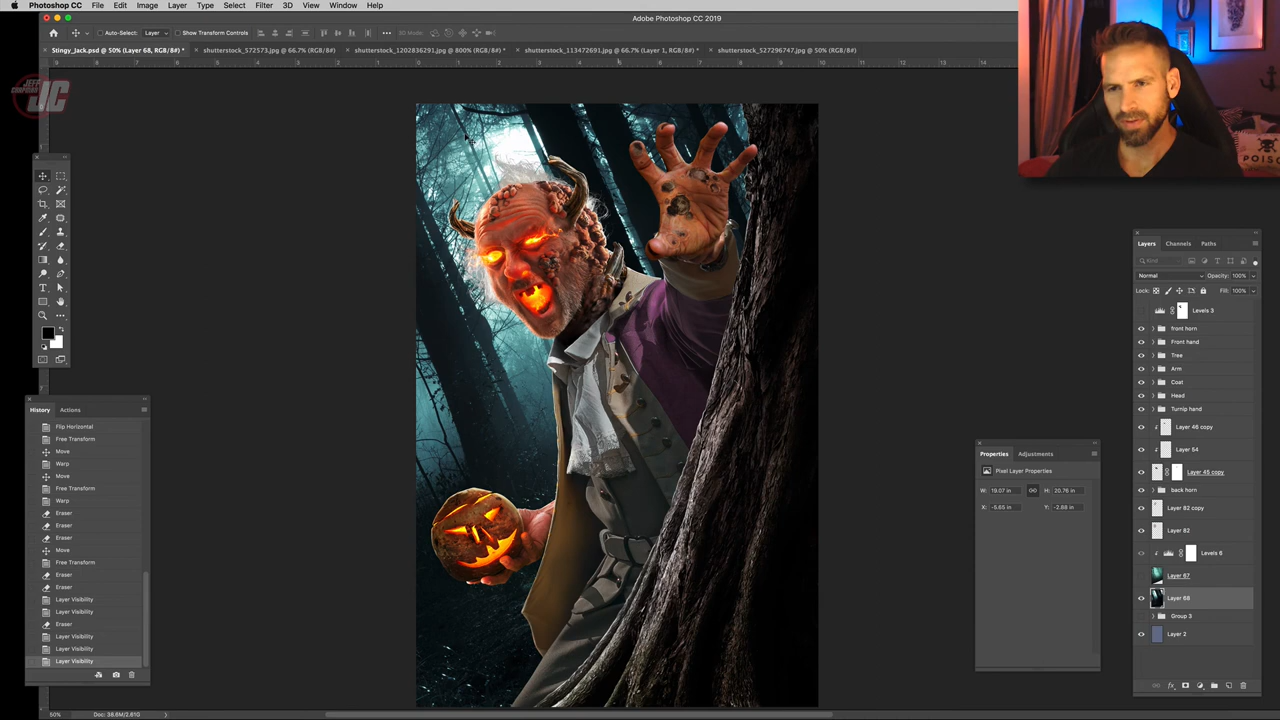 Photoshop CC File Edit Image Layer Type Select Filter 3D View Window Help
Adobe Photoshop CC 2019
Auto-Select: Layer Show Transform Controls 3D Mode:
Stingy_Jack.psd @ 50% (Layer 68, RGB/8#) * shutterstock_572573.jpg @ 66.7% (RGB/8#) shutterstock_1202836291.jpg @ 800% (RGB/8#) * shutterstock_113472691.jpg @ 66.7% (Layer 1, RGB/8#) * shutterstock_527296747.jpg @ 50% (RGB/8#)
JEFF
CHAPMAN
JC
POISON
Layers Channels Paths
Kind
Normal Opacity: 100%
Lock: Fill: 100%
Levels 3
front horn
Front hand
Tree
Arm
Coat
Head
Turnip hand
Layer 46 copy
Layer 54
Layer 45 copy
back horn
Layer 82 copy
Layer 82
Levels 6
Layer 67
Layer 68
Group 3
Layer 2
History Actions
Flip Horizontal
Free Transform
Move
Warp
Move
Free Transform
Warp
Eraser
Eraser
Eraser
Move
Free Transform
Eraser
Eraser
Layer Visibility
Layer Visibility
Eraser
Layer Visibility
Layer Visibility
Layer Visibility
Properties Adjustments
Pixel Layer Properties
W: 19.07 in H: 20.76 in
X: -5.65 in Y: -2.68 in
50% Doc: 38.6M/2.61G